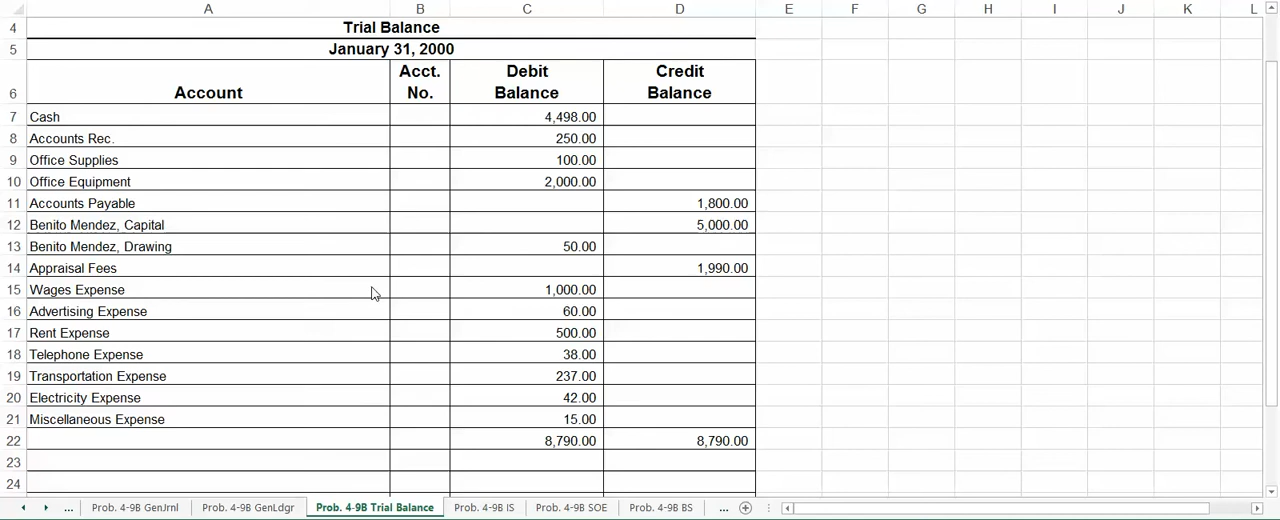 A B C D E F G H I J K L
4 Trial Balance
5 January 31, 2000
6 Account Acct. No. Debit Balance Credit Balance
7 Cash 4,498.00
8 Accounts Rec. 250.00
9 Office Supplies 100.00
10 Office Equipment 2,000.00
11 Accounts Payable 1,800.00
12 Benito Mendez, Capital 5,000.00
13 Benito Mendez, Drawing 50.00
14 Appraisal Fees 1,990.00
15 Wages Expense 1,000.00
16 Advertising Expense 60.00
17 Rent Expense 500.00
18 Telephone Expense 38.00
19 Transportation Expense 237.00
20 Electricity Expense 42.00
21 Miscellaneous Expense 15.00
22 8,790.00 8,790.00
23
24
... Prob. 4-9B GenJrnl Prob. 4-9B GenLdgr Prob. 4-9B Trial Balance Prob. 4-9B IS Prob. 4-9B SOE Prob. 4-9B BS ...